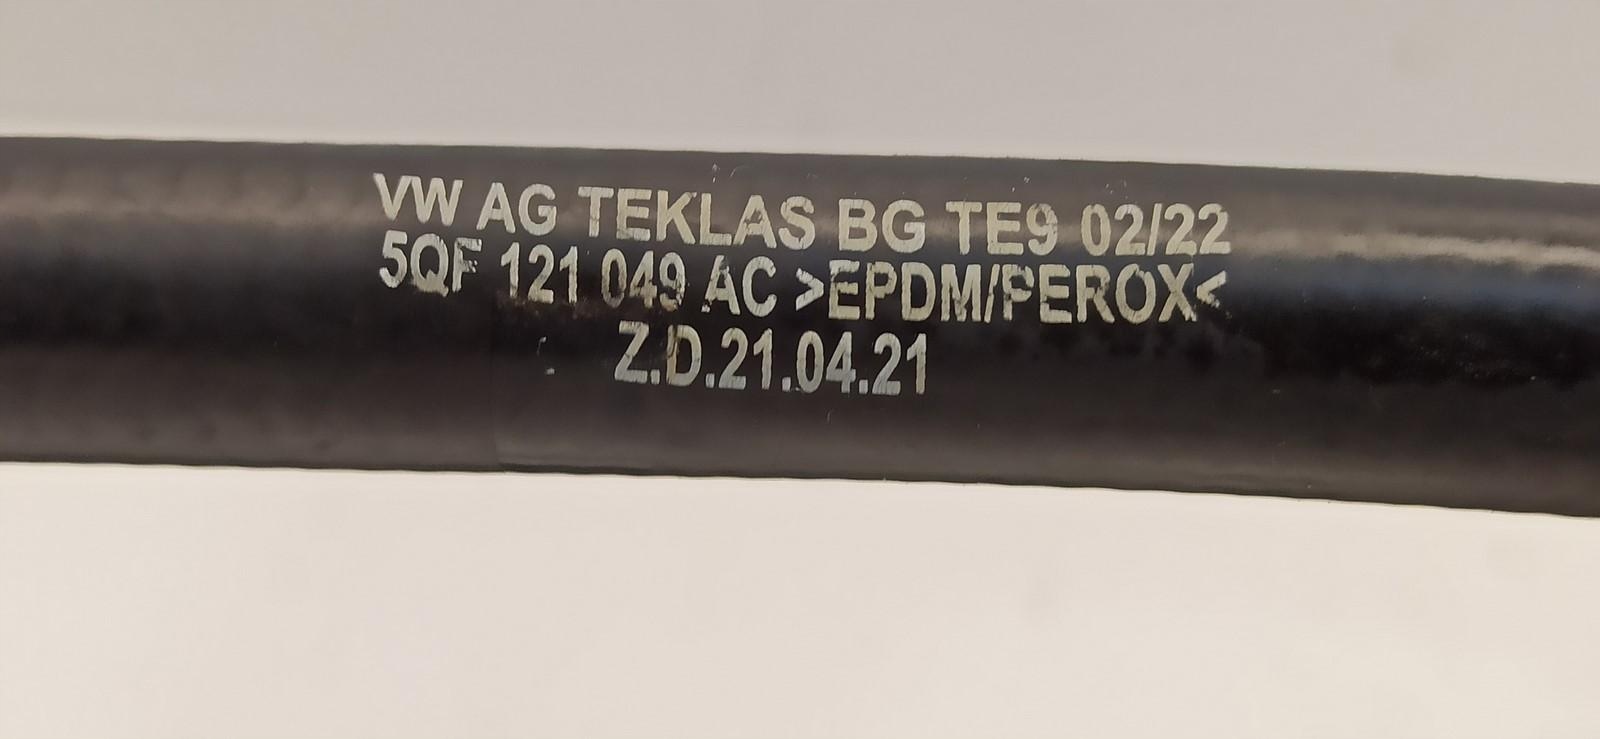 VW AG TEKLAS BG TE9 02/22
5QF 121 049 AC >EPDM/PEROX<
Z.D.21.04.21